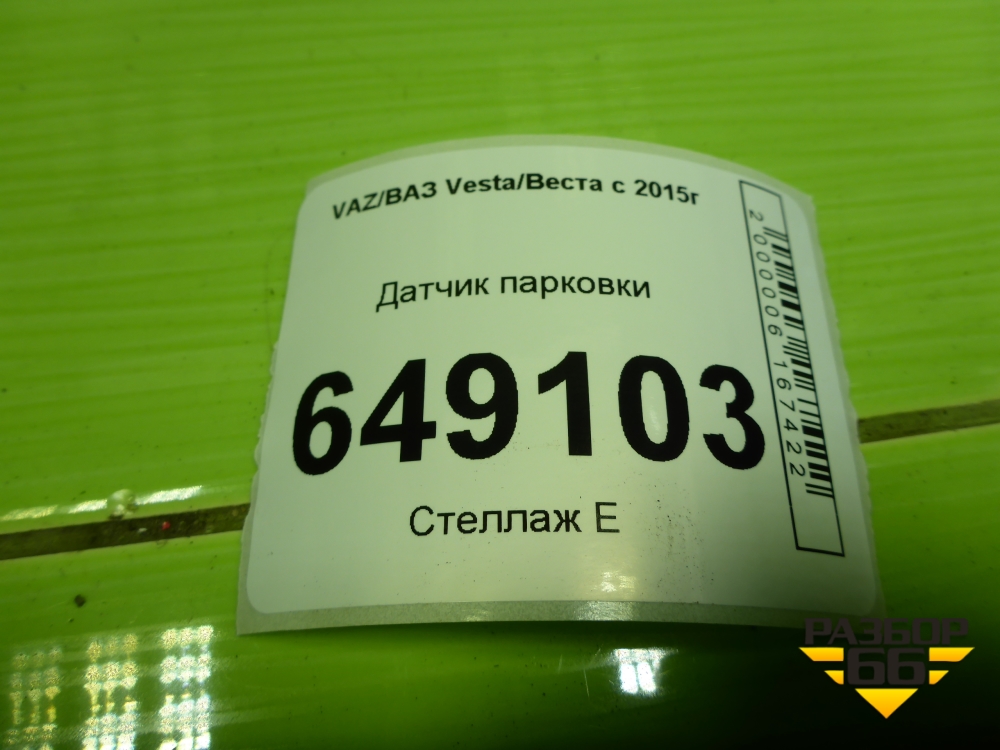 VAZ/ВАЗ Vesta/Веста с 2015г
Датчик парковки
649103
Стеллаж Е
2000006167422
РАЗБОР
66